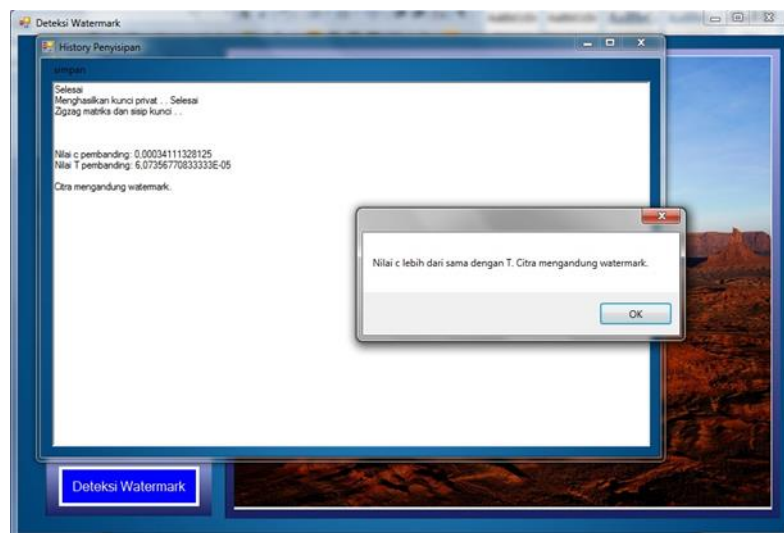 Deteksi Watermark
History Penyisipan
simpan
Selesai
Menghasilkan kunci privat . . Selesai
Zigzag matriks dan sisip kunci . .
Nilai c pembanding: 0,00034111328125
Nilai T pembanding: 6,07356770833333E-05
Citra mengandung watermark.
Nilai c lebih dari sama dengan T. Citra mengandung watermark.
OK
Deteksi Watermark